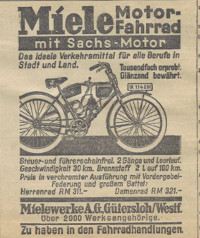 Miele Motor-
Fahrrad
mit Sachs-Motor
Das ideale Verkehrsmittel für alle Berufe in
Stadt und Land.
Tausendfach erprobt.
Glänzend bewährt.
Steuer- und führerscheinfrei. 2 Gänge und Leerlauf.
Geschwindigkeit 30 km. Brennstoff 2 L auf 100 km.
Preis in verchromter Ausführung mit Vordergabel-
Federung und großem Sattel:
Herrenrad RM 311.- Damenrad RM 321.-
Mielewerke A.G. Gütersloh/Westf.
Über 2000 Werksangehörige.
Zu haben in den Fahrradhandlungen.